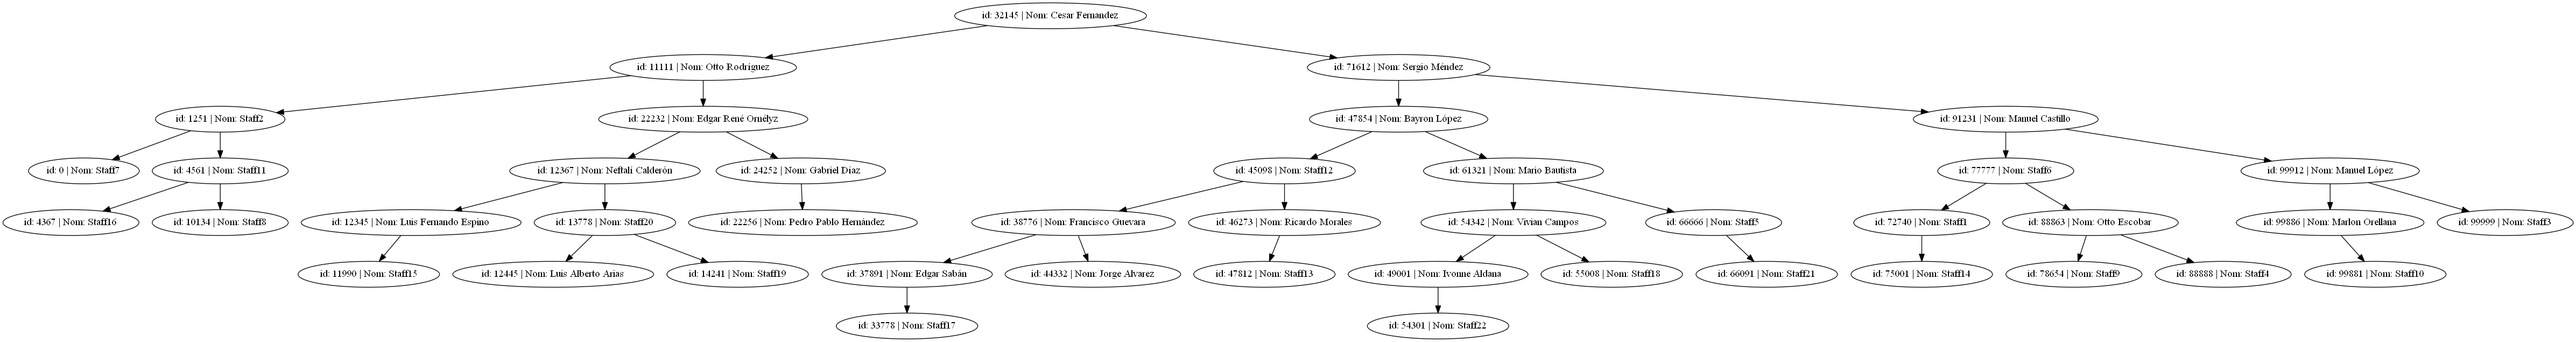 id: 32145 | Nom: Cesar Fernandez
id: 11111 | Nom: Otto Rodriguez
id: 71612 | Nom: Sergio Méndez
id: 1251 | Nom: Staff2
id: 22232 | Nom: Edgar René Ornélyz
id: 47854 | Nom: Bayron López
id: 91231 | Nom: Manuel Castillo
id: 0 | Nom: Staff7
id: 4561 | Nom: Staff11
id: 12367 | Nom: Neftali Calderón
id: 24252 | Nom: Gabriel Díaz
id: 45098 | Nom: Staff12
id: 61321 | Nom: Mario Bautista
id: 77777 | Nom: Staff6
id: 99912 | Nom: Manuel López
id: 4367 | Nom: Staff16
id: 10134 | Nom: Staff8
id: 12345 | Nom: Luis Fernando Espino
id: 13778 | Nom: Staff20
id: 22256 | Nom: Pedro Pablo Hernández
id: 38776 | Nom: Francisco Guevara
id: 46273 | Nom: Ricardo Morales
id: 54342 | Nom: Vivian Campos
id: 66666 | Nom: Staff5
id: 72740 | Nom: Staff1
id: 88863 | Nom: Otto Escobar
id: 99886 | Nom: Marlon Orellana
id: 99999 | Nom: Staff3
id: 11990 | Nom: Staff15
id: 12445 | Nom: Luis Alberto Arias
id: 14241 | Nom: Staff19
id: 37891 | Nom: Edgar Sabán
id: 44332 | Nom: Jorge Alvarez
id: 47812 | Nom: Staff13
id: 49001 | Nom: Ivonne Aldana
id: 55008 | Nom: Staff18
id: 66091 | Nom: Staff21
id: 75001 | Nom: Staff14
id: 78654 | Nom: Staff9
id: 88888 | Nom: Staff4
id: 99881 | Nom: Staff10
id: 33778 | Nom: Staff17
id: 54301 | Nom: Staff22